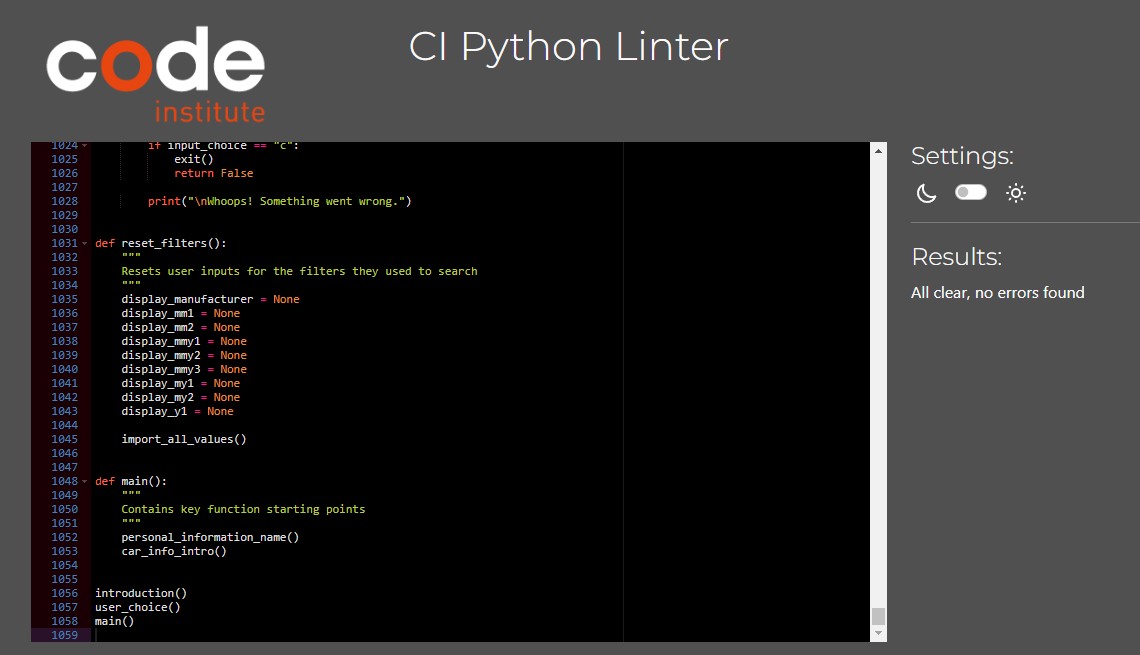 code
institute
CI Python Linter
1024 if input_choice == "c":
1025 exit()
1026 return False
1027
1028 print("\nWhoops! Something went wrong.")
1029
1030
1031 def reset_filters():
1032 """
1033 Resets user inputs for the filters they used to search
1034 """
1035 display_manufacturer = None
1036 display_mm1 = None
1037 display_mm2 = None
1038 display_mmy1 = None
1039 display_mmy2 = None
1040 display_mmy3 = None
1041 display_my1 = None
1042 display_my2 = None
1043 display_y1 = None
1044
1045 import_all_values()
1046
1047
1048 def main():
1049 """
1050 Contains key function starting points
1051 """
1052 personal_information_name()
1053 car_info_intro()
1054
1055
1056 introduction()
1057 user_choice()
1058 main()
1059
Settings:
Results:
All clear, no errors found